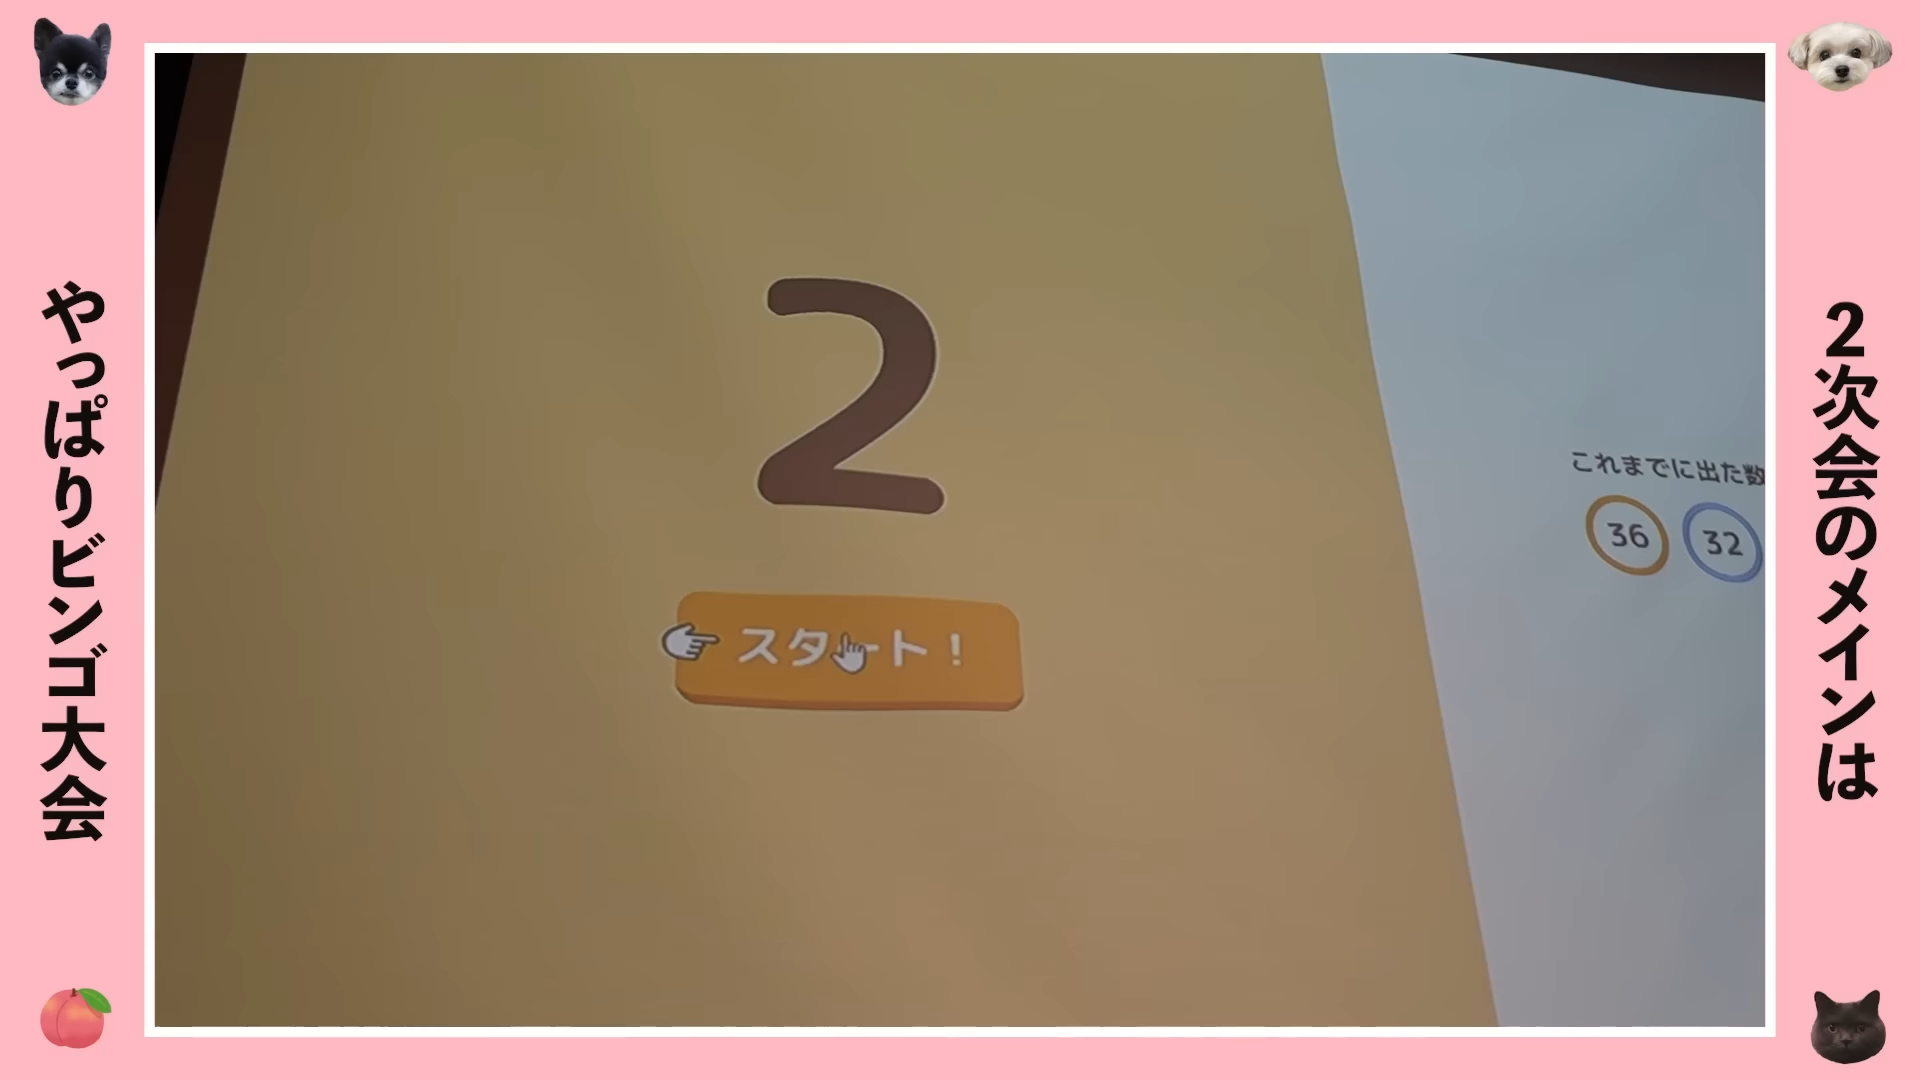 2次会のメインは
やっぱりビンゴ大会
2
スタート！
これまでに出た数
36 32